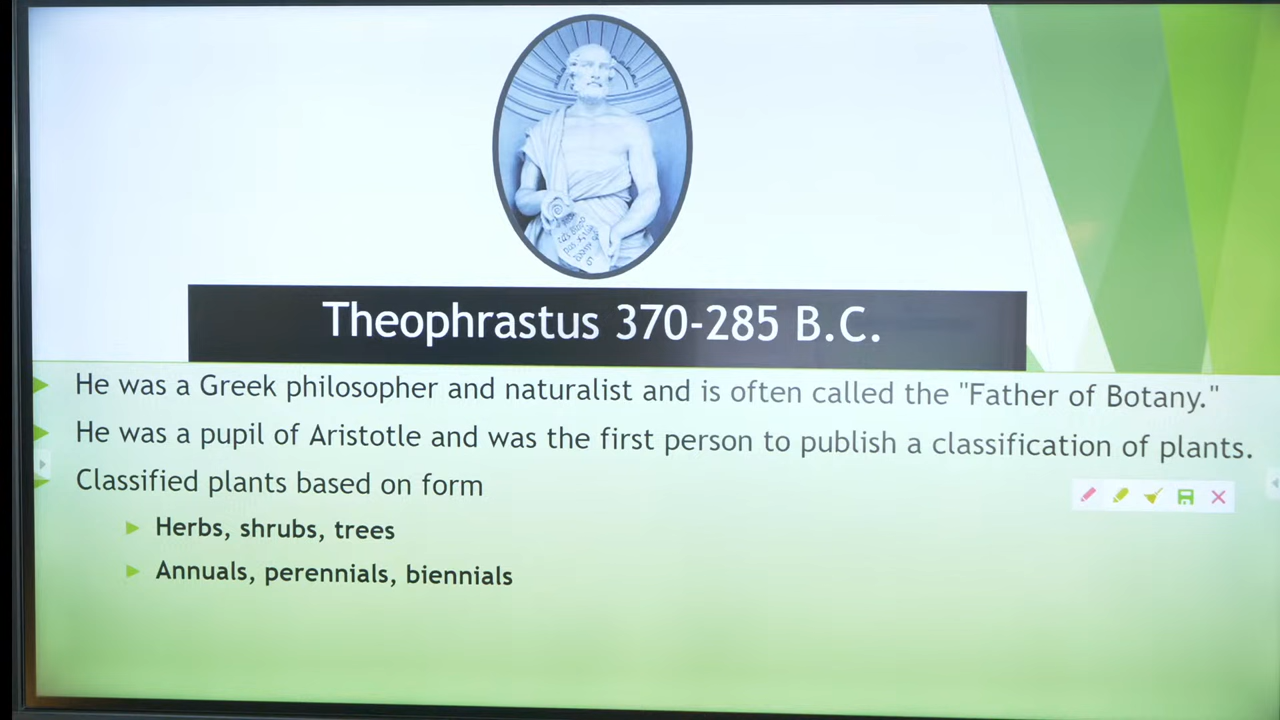 Theophrastus 370-285 B.C.
He was a Greek philosopher and naturalist and is often called the "Father of Botany."
He was a pupil of Aristotle and was the first person to publish a classification of plants.
Classified plants based on form
Herbs, shrubs, trees
Annuals, perennials, biennials